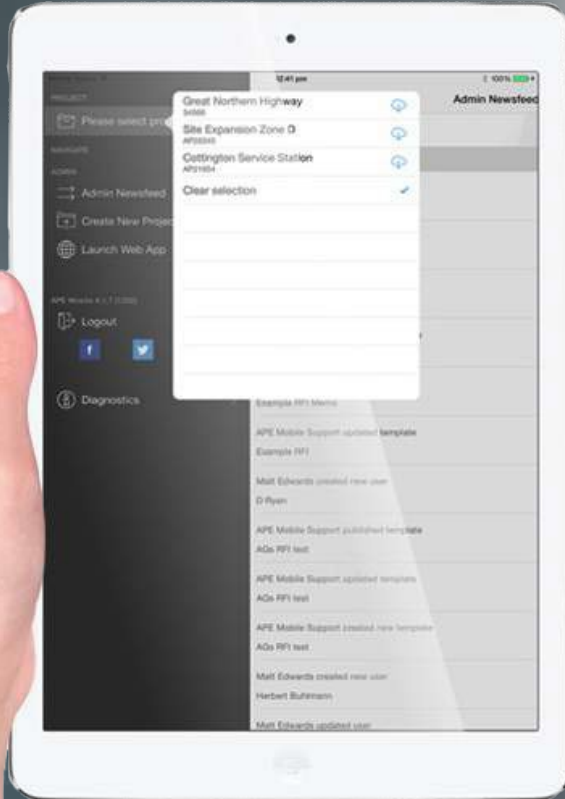 12:41 pm
100%
PROJECT
Please select pro
NAVIGATE
ADMIN
Admin Newsfeed
Create New Projec
Launch Web App
Logout
Diagnostics
Great Northern Highway
Site Expansion Zone D
Cottington Service Station
Clear selection
Admin Newsfeed
Example RFI Memo
APE Mobile Support updated template
Example RFI
Matt Edwards created new user
D Ryan
APE Mobile Support published template
AGs RFI test
APE Mobile Support updated template
AGs RFI test
APE Mobile Support created new template
AGs RFI test
Matt Edwards created new user
Herbert Buhlmann
Matt Edwards updated user